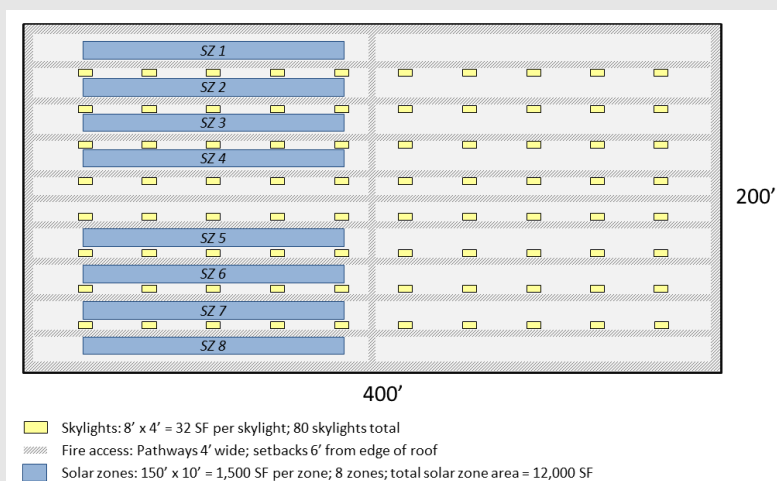 SZ 1
SZ 2
SZ 3
SZ 4
SZ 5
SZ 6
SZ 7
SZ 8
200’
400’
Skylights: 8’ x 4’ = 32 SF per skylight; 80 skylights total
Fire access: Pathways 4’ wide; setbacks 6’ from edge of roof
Solar zones: 150’ x 10’ = 1,500 SF per zone; 8 zones; total solar zone area = 12,000 SF